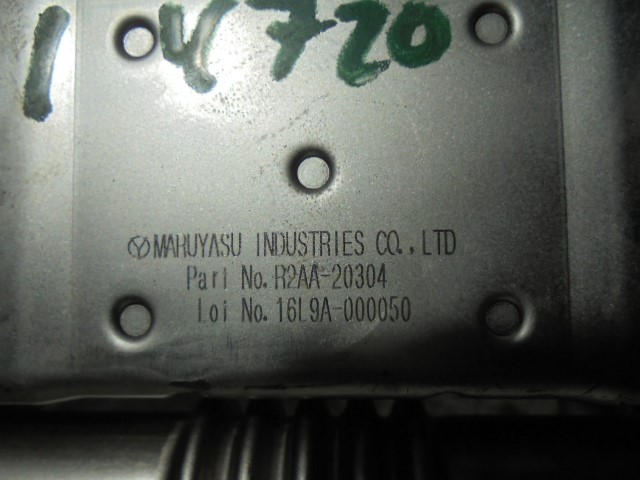 1 V720
MARUYASU INDUSTRIES CO.,LTD
Part No.R2AA-20304
Lot No.16L9A-000050